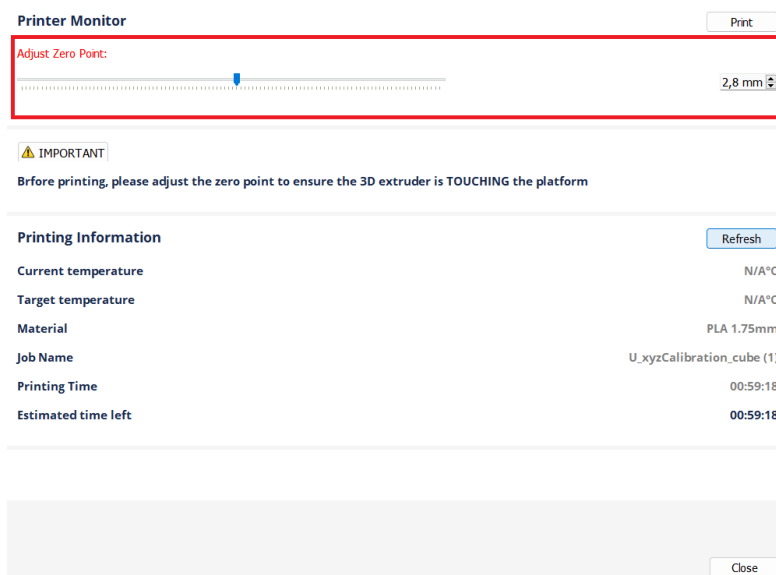 Printer Monitor
Print
Adjust Zero Point:
2,8 mm
IMPORTANT
Brfore printing, please adjust the zero point to ensure the 3D extruder is TOUCHING the platform
Printing Information
Refresh
Current temperature N/A°C
Target temperature N/A°C
Material PLA 1.75mm
Job Name U_xyzCalibration_cube (1)
Printing Time 00:59:18
Estimated time left 00:59:18
Close